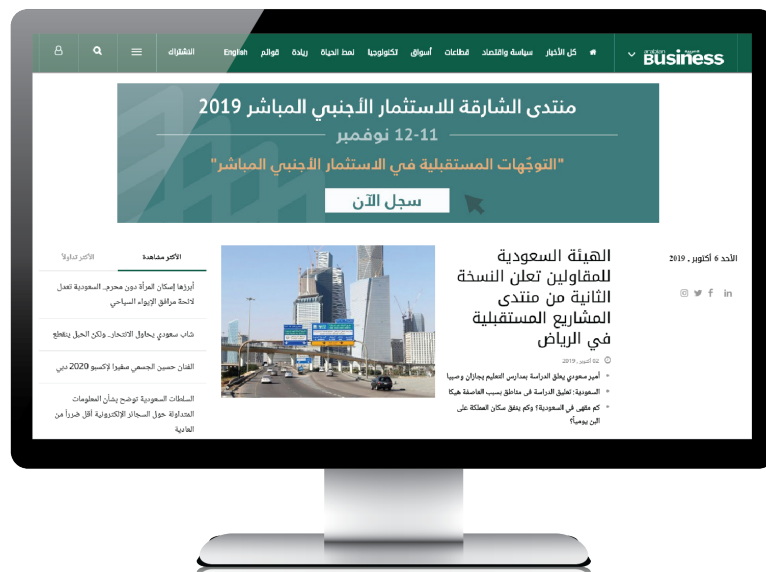 arabian Business
كل الأخبار سياسة واقتصاد قطاعات أسواق تكنولوجيا نمط الحياة ريادة قوائم English
الاشتراك
منتدى الشارقة للاستثمار الأجنبي المباشر 2019
11-12 نوفمبر
"التوجّهات المستقبلية في الاستثمار الأجنبي المباشر"
سجل الآن
الأحد 6 أكتوبر ، 2019
الهيئة السعودية
للمقاولين تعلن النسخة
الثانية من منتدى
المشاريع المستقبلية
في الرياض
02 أكتوبر, 2019
أمير سعودي يعلق الدراسة بمدارس التعليم بجازان وصبيا
السعودية: تعليق الدراسة في مناطق بسبب العاصفة هيكا
كم مقهى في السعودية؟ وكم ينفق سكان المملكة على
البن يومياً؟
الأكثر مشاهدة
الأكثر تداولاً
أبرزها إسكان المرأة دون محرم.. السعودية تعدل
لائحة مرافق الإيواء السياحي
شاب سعودي يحاول الانتحار.. ولكن الحبل ينقطع
الفنان حسين الجسمي سفيرا لإكسبو 2020 دبي
السلطات السعودية توضح بشأن المعلومات
المتداولة حول السجائر الإلكترونية أقل ضرراً من
العادية